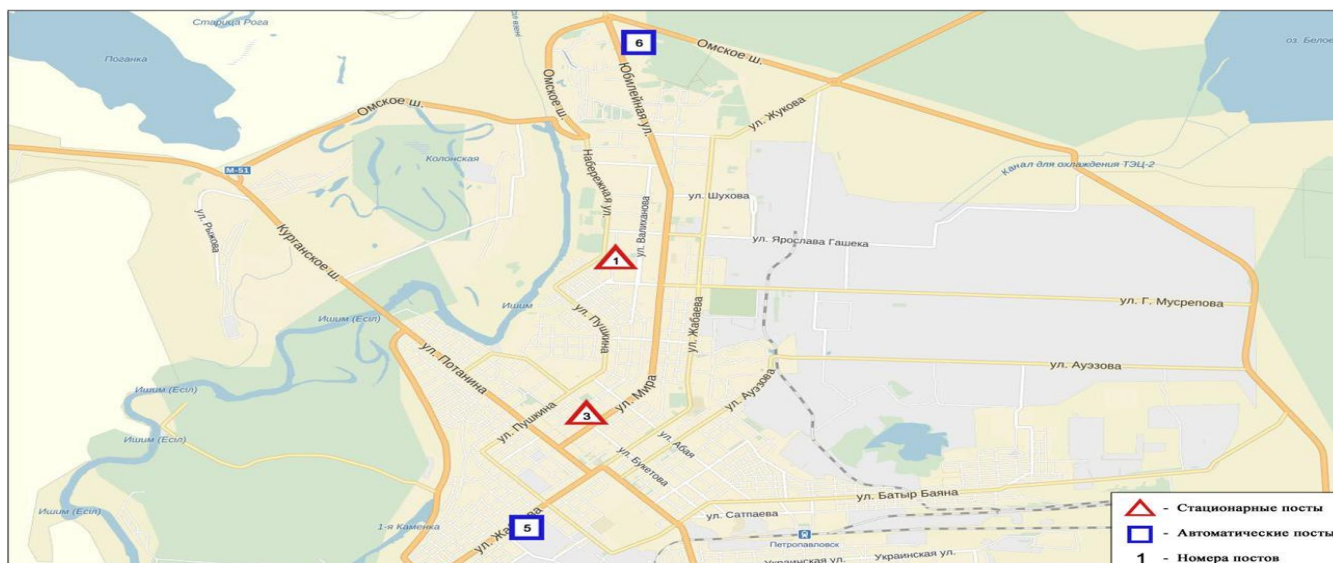 Старица Рога
Поганка
6
Омское ш.
оз. Белое
Омское ш.
Юбилейная ул.
Омское ш.
ул. Жукова
Колонская
М-51
Канал для охлаждения ТЭЦ-2
Набережная ул.
ул. Рыжова
ул. Шухова
ул. Валиханова
Курганское ш.
ул. Ярослава Гашека
1
Ишим
ул. Г. Мусрепова
Ишим (Есіл)
ул. Пушкина
ул. Жабаева
ул. Потанина
ул. Ауэзова
Ишим (Есіл)
ул. Ауэзова
ул. Мира
3
ул. Пушкина
Ишим (Есіл)
ул. Абая
ул. Букетова
ул. Батыр Баяна
Ишим (Есіл)
ул. Сатпаева
1-я Каменка
5
Петропавловск
Украинская ул.
Украинская ул.
- Стационарные посты
- Автоматические посты
1 - Номера постов